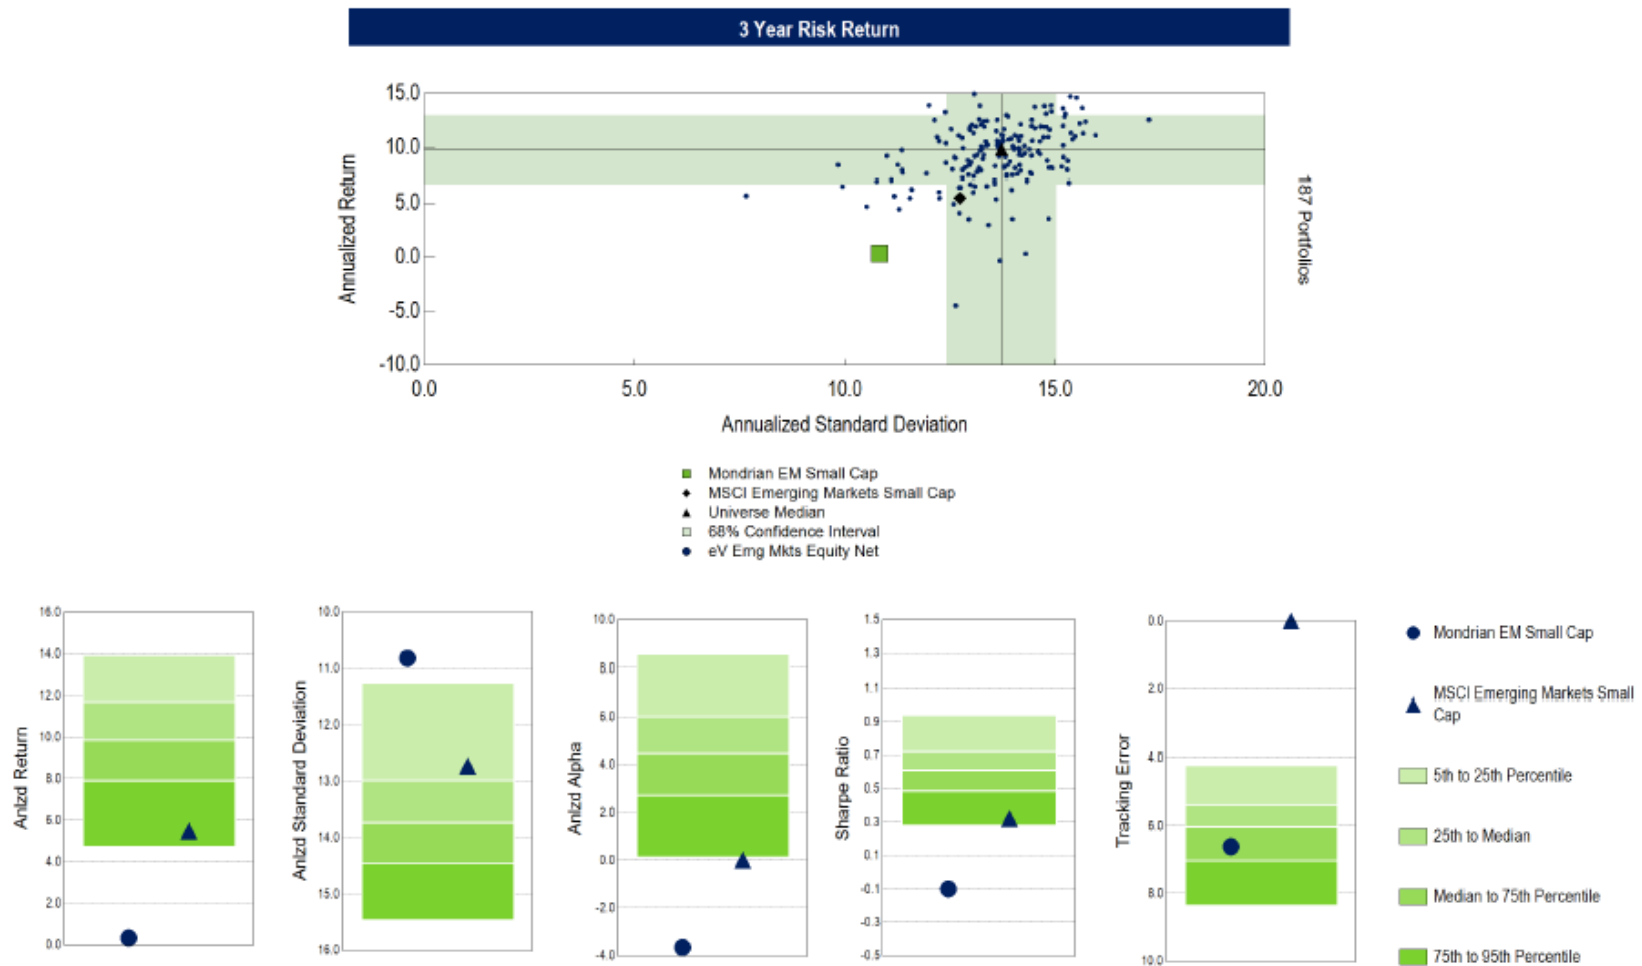 3 Year Risk Return
15.0
10.0
5.0
0.0
-5.0
-10.0
Annualized Return
0.0 5.0 10.0 15.0 20.0
Annualized Standard Deviation
187 Portfolios
Mondrian EM Small Cap
MSCI Emerging Markets Small Cap
Universe Median
68% Confidence Interval
eV Emg Mkts Equity Net
Anlzd Return
16.0
14.0
12.0
10.0
8.0
6.0
4.0
2.0
0.0
Anlzd Standard Deviation
10.0
11.0
12.0
13.0
14.0
15.0
16.0
Anlzd Alpha
10.0
8.0
6.0
4.0
2.0
0.0
-2.0
-4.0
Sharpe Ratio
1.5
1.3
1.1
0.9
0.7
0.5
0.3
0.1
-0.1
-0.3
-0.5
Tracking Error
0.0
2.0
4.0
6.0
8.0
10.0
Mondrian EM Small Cap
MSCI Emerging Markets Small
Cap
5th to 25th Percentile
25th to Median
Median to 75th Percentile
75th to 95th Percentile